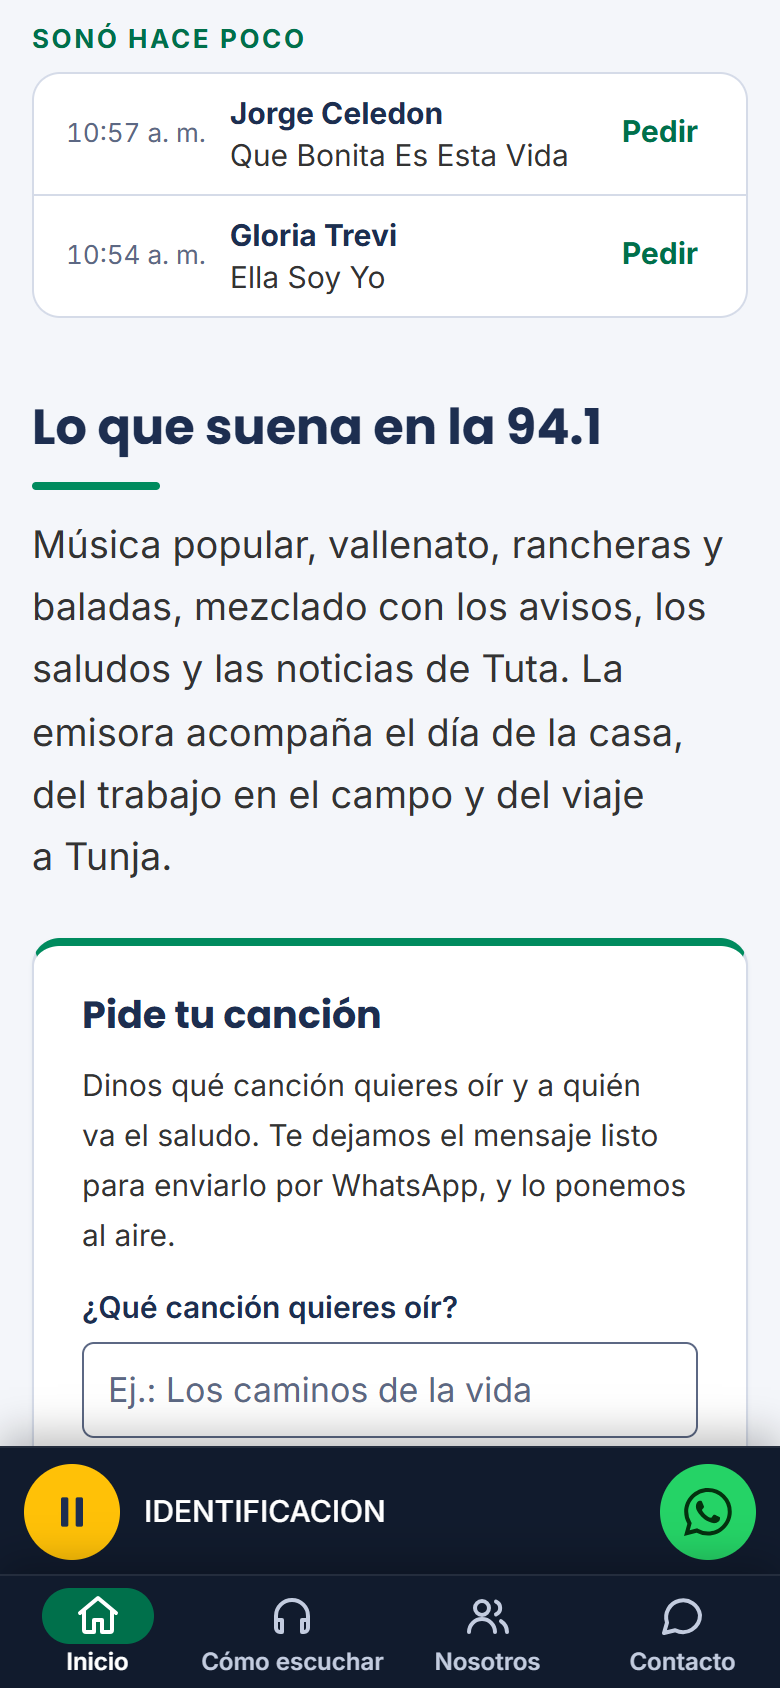 SONÓ HACE POCO
10:57 a. m.
Jorge Celedon
Que Bonita Es Esta Vida
Pedir
10:54 a. m.
Gloria Trevi
Ella Soy Yo
Pedir
Lo que suena en la 94.1
Música popular, vallenato, rancheras y
baladas, mezclado con los avisos, los
saludos y las noticias de Tuta. La
emisora acompaña el día de la casa,
del trabajo en el campo y del viaje
a Tunja.
Pide tu canción
Dinos qué canción quieres oír y a quién
va el saludo. Te dejamos el mensaje listo
para enviarlo por WhatsApp, y lo ponemos
al aire.
¿Qué canción quieres oír?
Ej.: Los caminos de la vida
IDENTIFICACION
Inicio
Cómo escuchar
Nosotros
Contacto